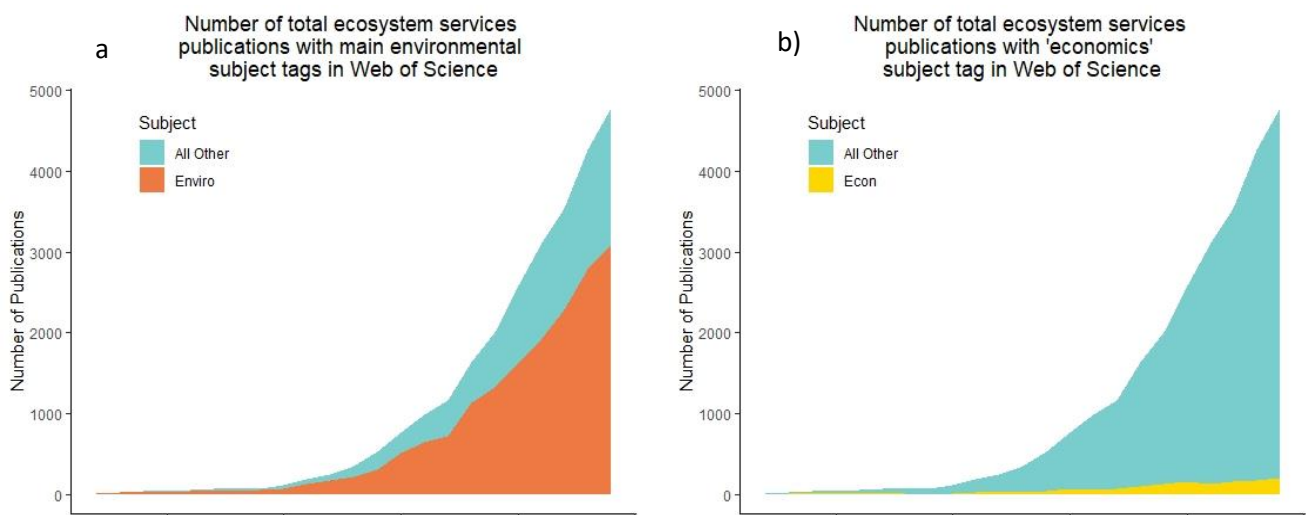 a
Number of total ecosystem services
publications with main environmental
subject tags in Web of Science
5000
4000
3000
2000
1000
0
Number of Publications
Subject
All Other
Enviro
b)
Number of total ecosystem services
publications with 'economics'
subject tag in Web of Science
5000
4000
3000
2000
1000
0
Number of Publications
Subject
All Other
Econ